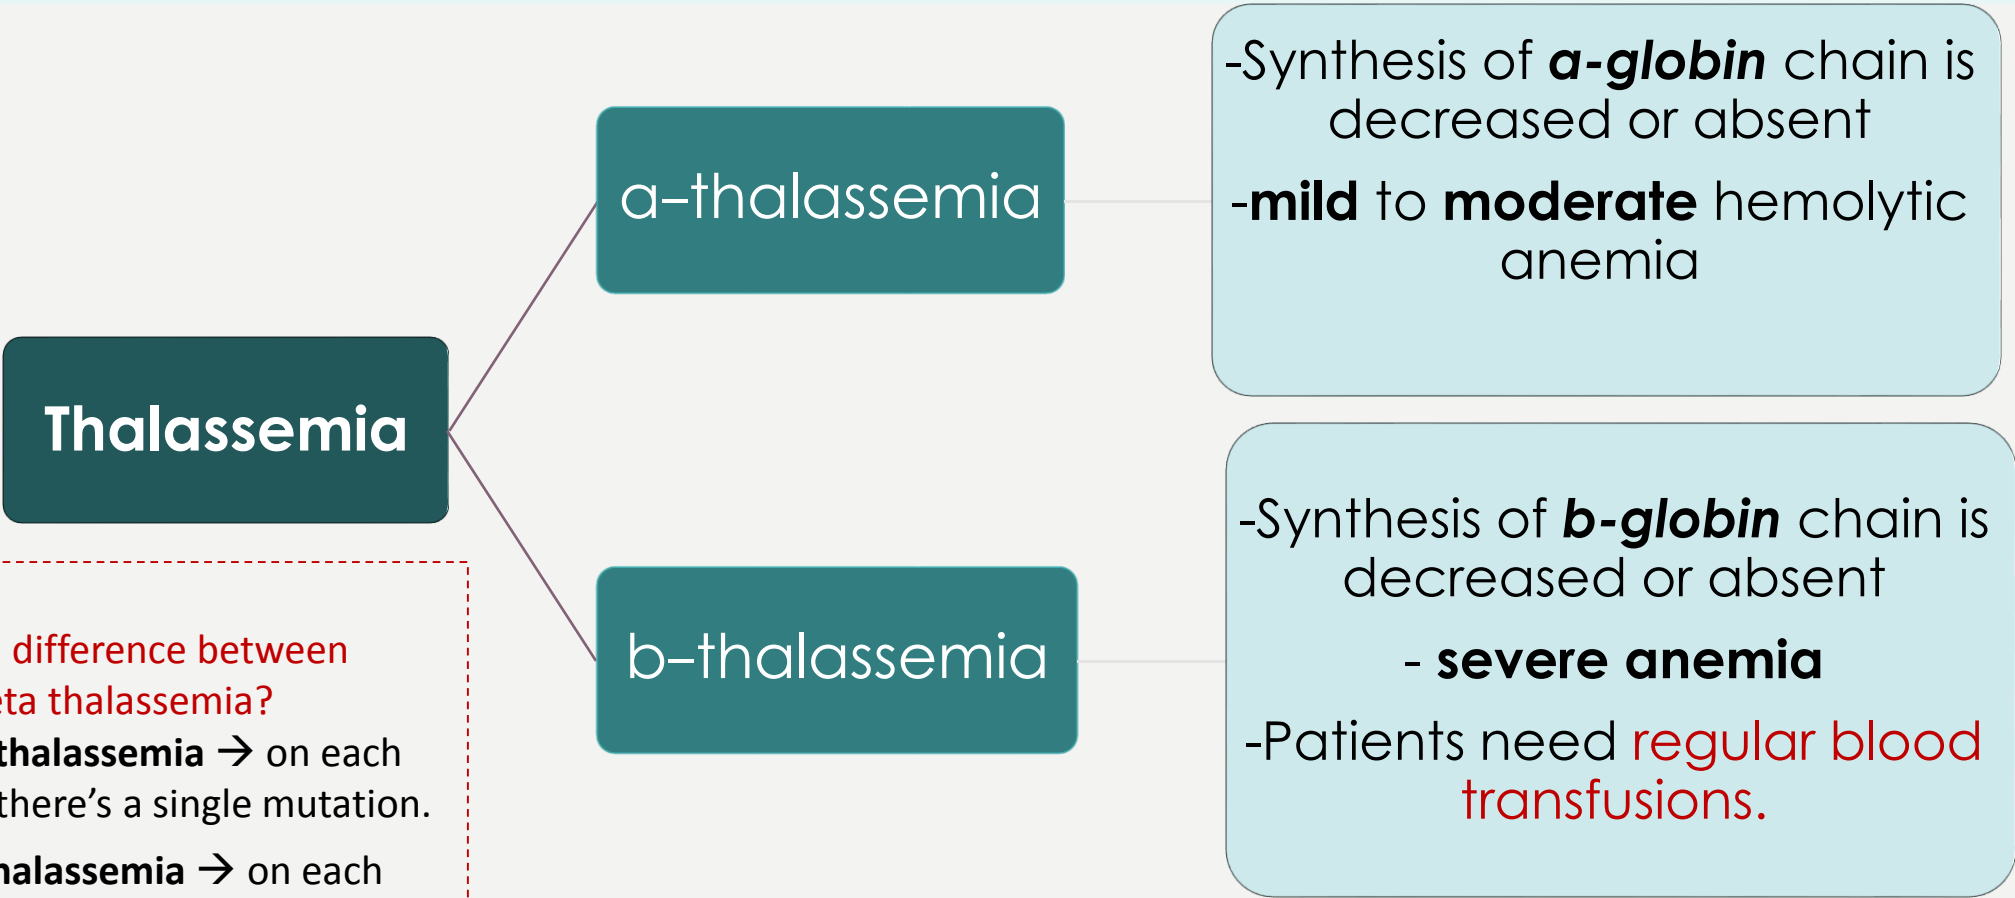 Thalassemia
a–thalassemia
-Synthesis of a-globin chain is
decreased or absent
-mild to moderate hemolytic
anemia
b–thalassemia
-Synthesis of b-globin chain is
decreased or absent
- severe anemia
-Patients need regular blood
transfusions.
difference between
thalassemia?
thalassemia → on each
there’s a single mutation.
→ on each